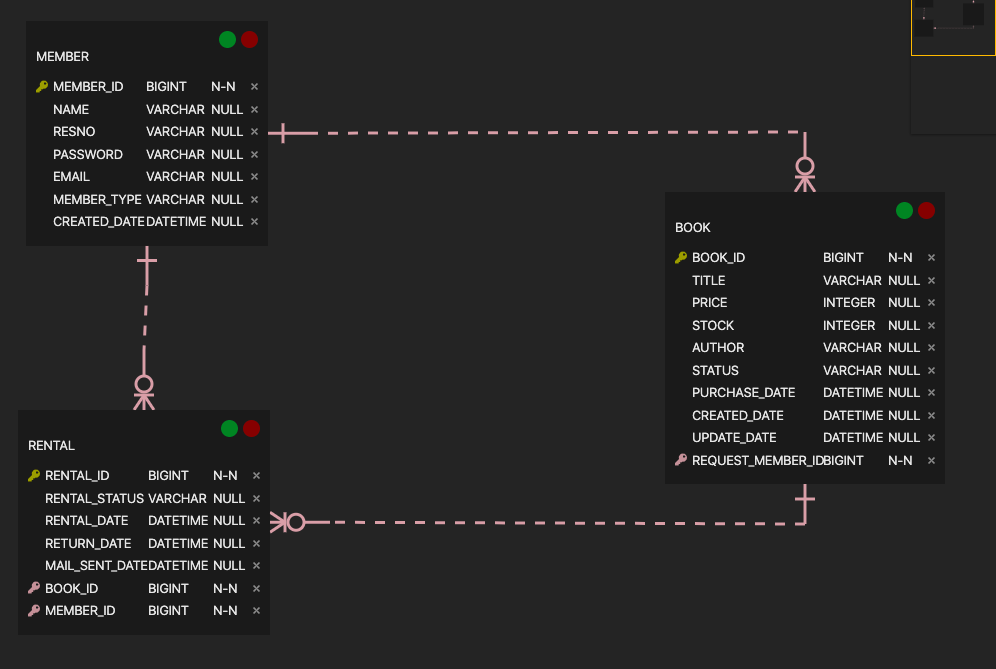 MEMBER
MEMBER_ID BIGINT N-N ×
NAME VARCHAR NULL ×
RESNO VARCHAR NULL ×
PASSWORD VARCHAR NULL ×
EMAIL VARCHAR NULL ×
MEMBER_TYPE VARCHAR NULL ×
CREATED_DATE DATETIME NULL ×
BOOK
BOOK_ID BIGINT N-N ×
TITLE VARCHAR NULL ×
PRICE INTEGER NULL ×
STOCK INTEGER NULL ×
AUTHOR VARCHAR NULL ×
STATUS VARCHAR NULL ×
PURCHASE_DATE DATETIME NULL ×
CREATED_DATE DATETIME NULL ×
UPDATE_DATE DATETIME NULL ×
REQUEST_MEMBER_ID BIGINT N-N ×
RENTAL
RENTAL_ID BIGINT N-N ×
RENTAL_STATUS VARCHAR NULL ×
RENTAL_DATE DATETIME NULL ×
RETURN_DATE DATETIME NULL ×
MAIL_SENT_DATE DATETIME NULL ×
BOOK_ID BIGINT N-N ×
MEMBER_ID BIGINT N-N ×